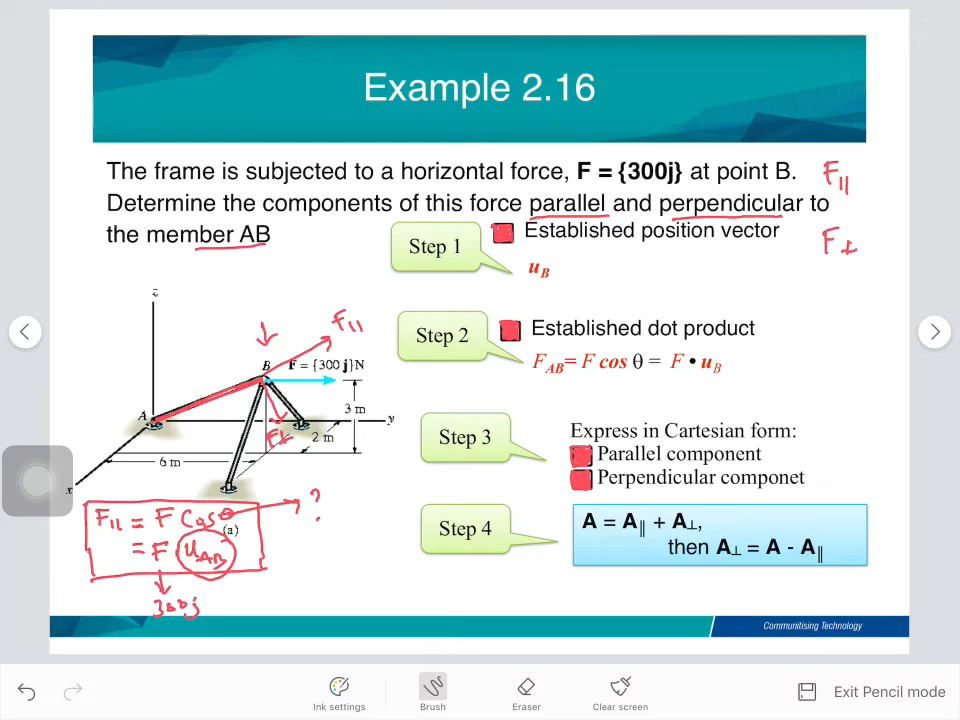 Example 2.16
The frame is subjected to a horizontal force, F = {300j} at point B.
Determine the components of this force parallel and perpendicular to
the member AB
F||
F⊥
Step 1
Established position vector
u_B
Step 2
Established dot product
F_AB= F cos θ = F • u_B
Step 3
Express in Cartesian form:
Parallel component
Perpendicular componet
Step 4
A = A|| + A⊥,
then A⊥ = A - A||
z
F||
B
F = {300 j}N
A
3 m
y
F⊥
2 m
6 m
x
(a)
F|| = F Cos θ
?
= F · u_AB
300j
Communitising Technology
Ink settings
Brush
Eraser
Clear screen
Exit Pencil mode